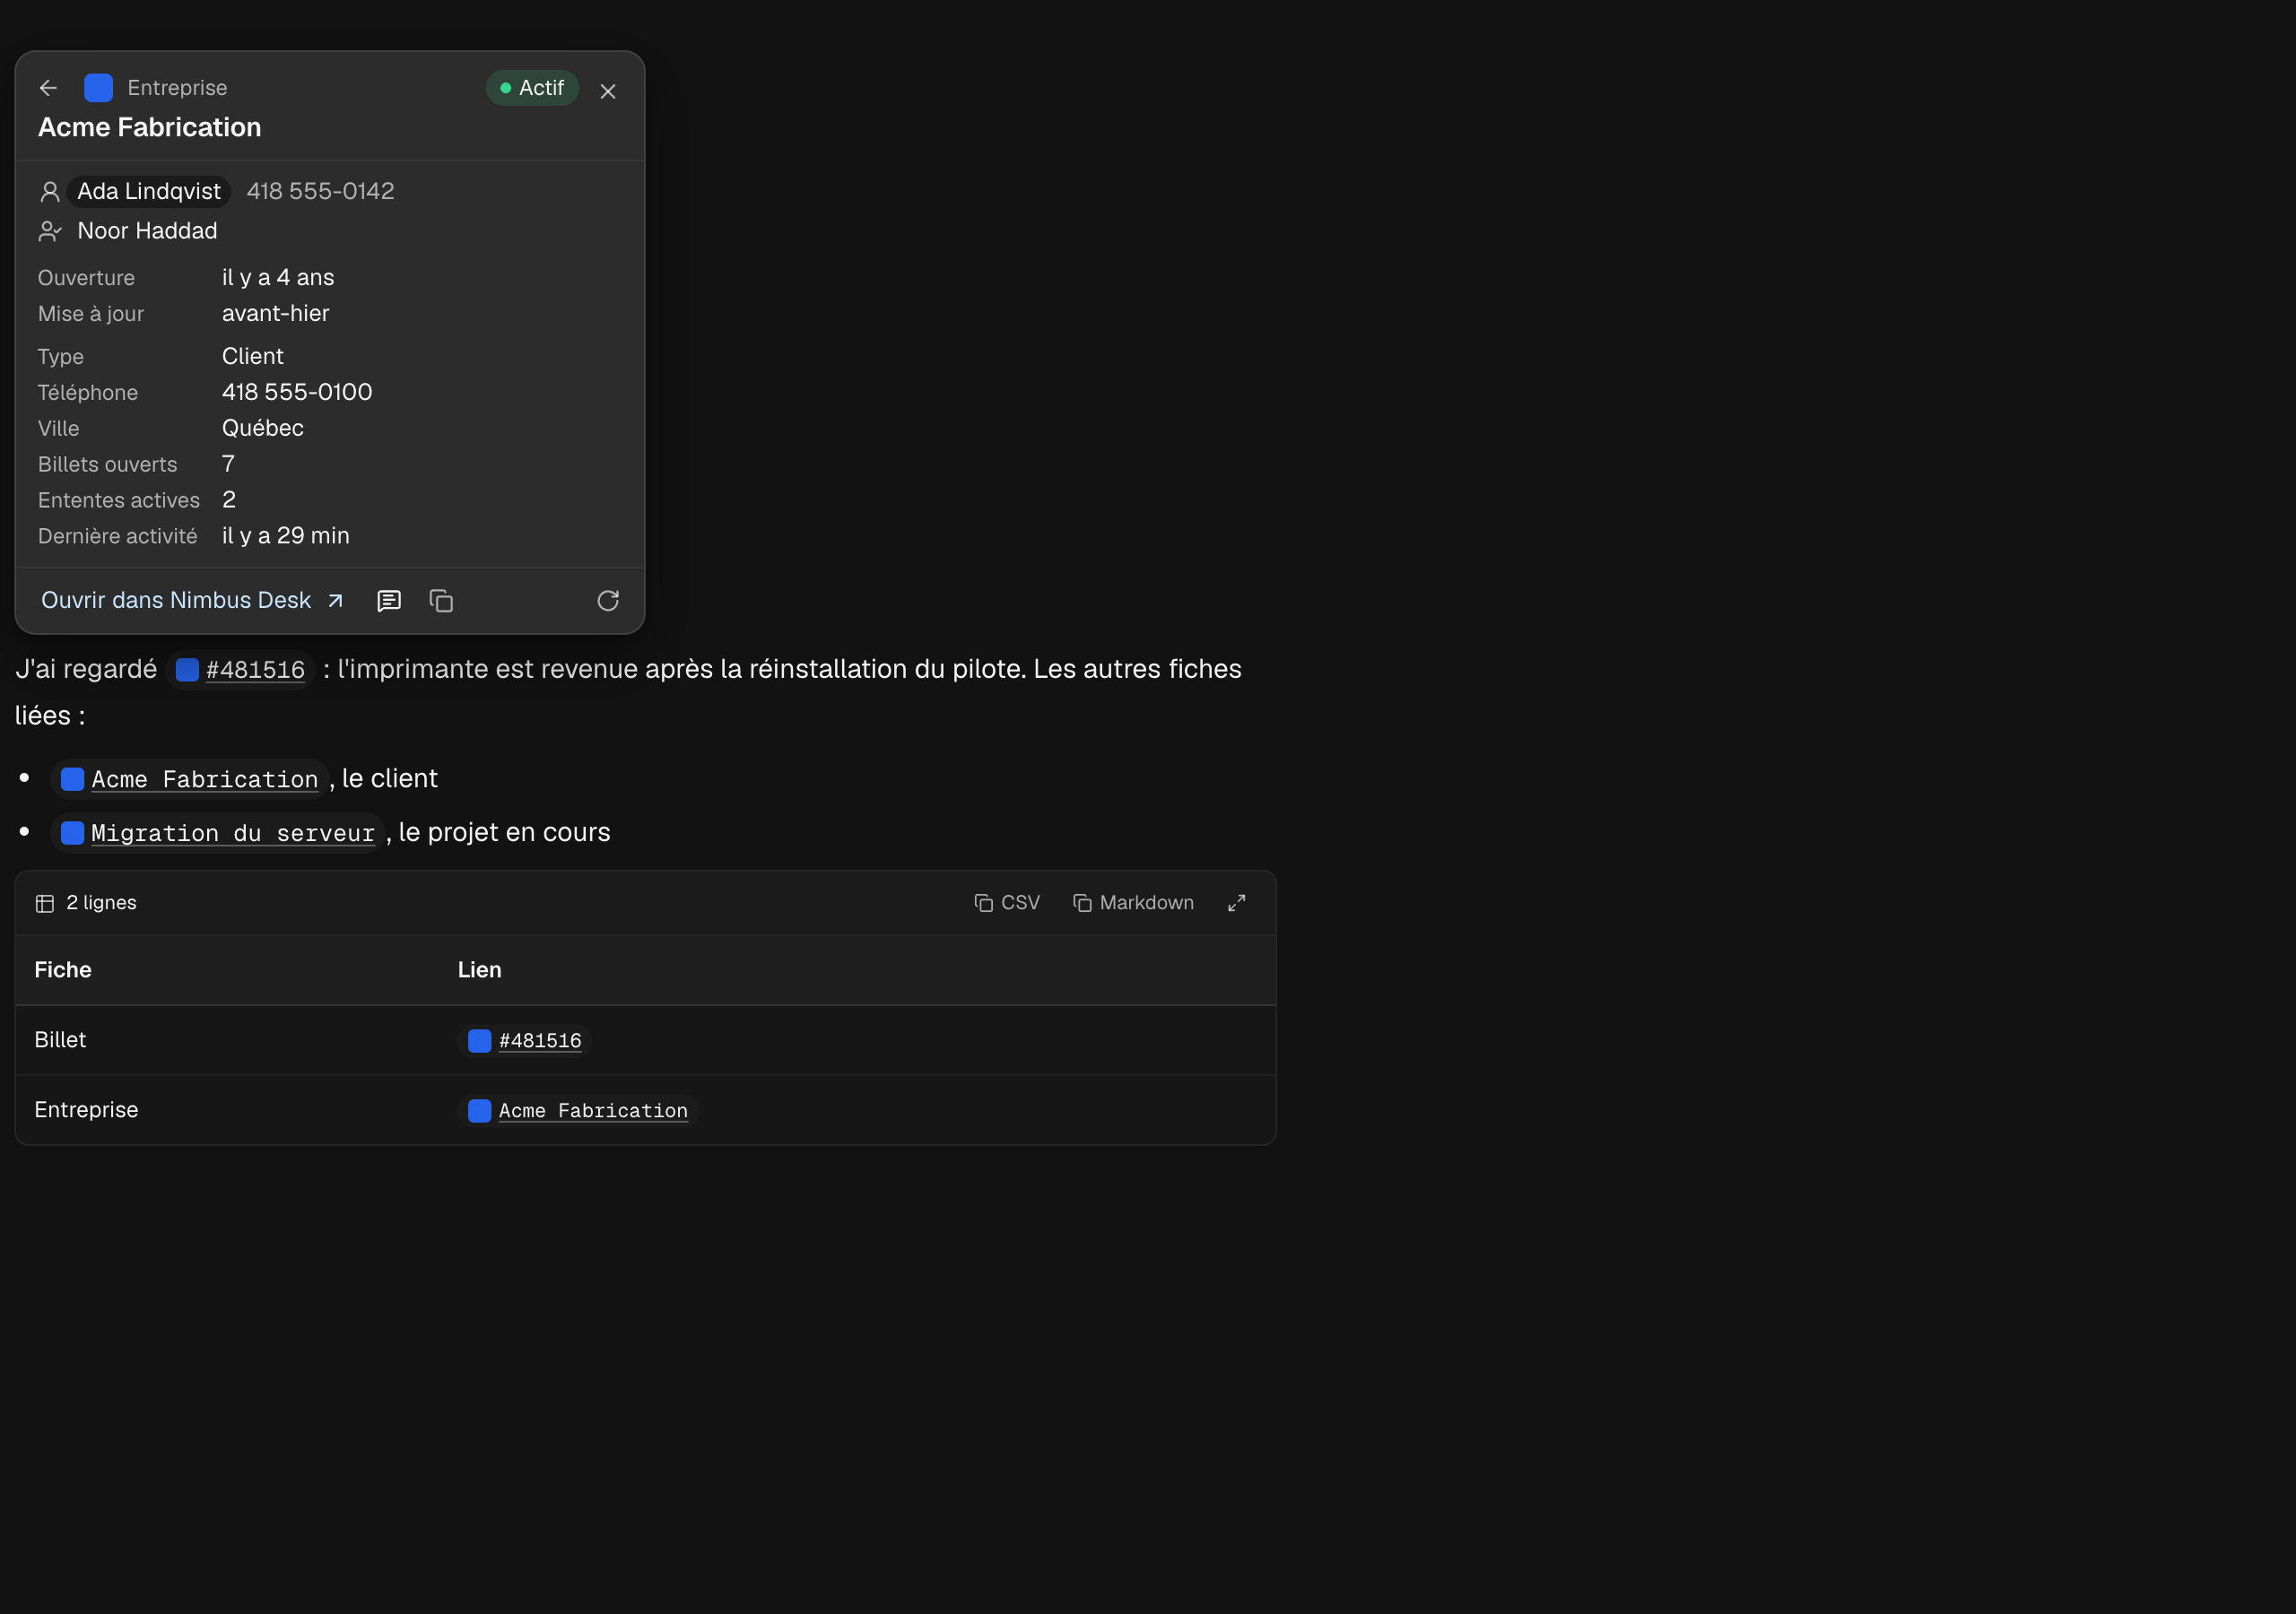 Entreprise
Actif
Acme Fabrication
Ada Lindqvist 418 555-0142
Noor Haddad
Ouverture il y a 4 ans
Mise à jour avant-hier
Type Client
Téléphone 418 555-0100
Ville Québec
Billets ouverts 7
Ententes actives 2
Dernière activité il y a 29 min
Ouvrir dans Nimbus Desk
J'ai regardé #481516 : l'imprimante est revenue après la réinstallation du pilote. Les autres fiches
liées :
• Acme Fabrication, le client
• Migration du serveur, le projet en cours
2 lignes CSV Markdown
Fiche Lien
Billet #481516
Entreprise Acme Fabrication